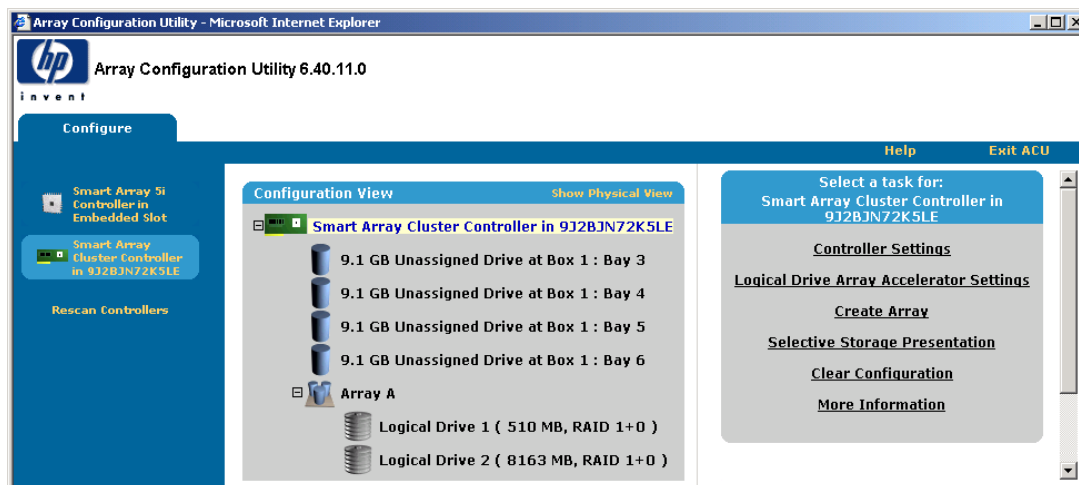 Array Configuration Utility - Microsoft Internet Explorer
hp
invent
Array Configuration Utility 6.40.11.0
Configure
Help
Exit ACU
Smart Array 5i
Controller in
Embedded Slot
Smart Array
Cluster Controller
in 9J2BJN72K5LE
Rescan Controllers
Configuration View
Show Physical View
Smart Array Cluster Controller in 9J2BJN72K5LE
9.1 GB Unassigned Drive at Box 1 : Bay 3
9.1 GB Unassigned Drive at Box 1 : Bay 4
9.1 GB Unassigned Drive at Box 1 : Bay 5
9.1 GB Unassigned Drive at Box 1 : Bay 6
Array A
Logical Drive 1 ( 510 MB, RAID 1+0 )
Logical Drive 2 ( 8163 MB, RAID 1+0 )
Select a task for:
Smart Array Cluster Controller in
9J2BJN72K5LE
Controller Settings
Logical Drive Array Accelerator Settings
Create Array
Selective Storage Presentation
Clear Configuration
More Information